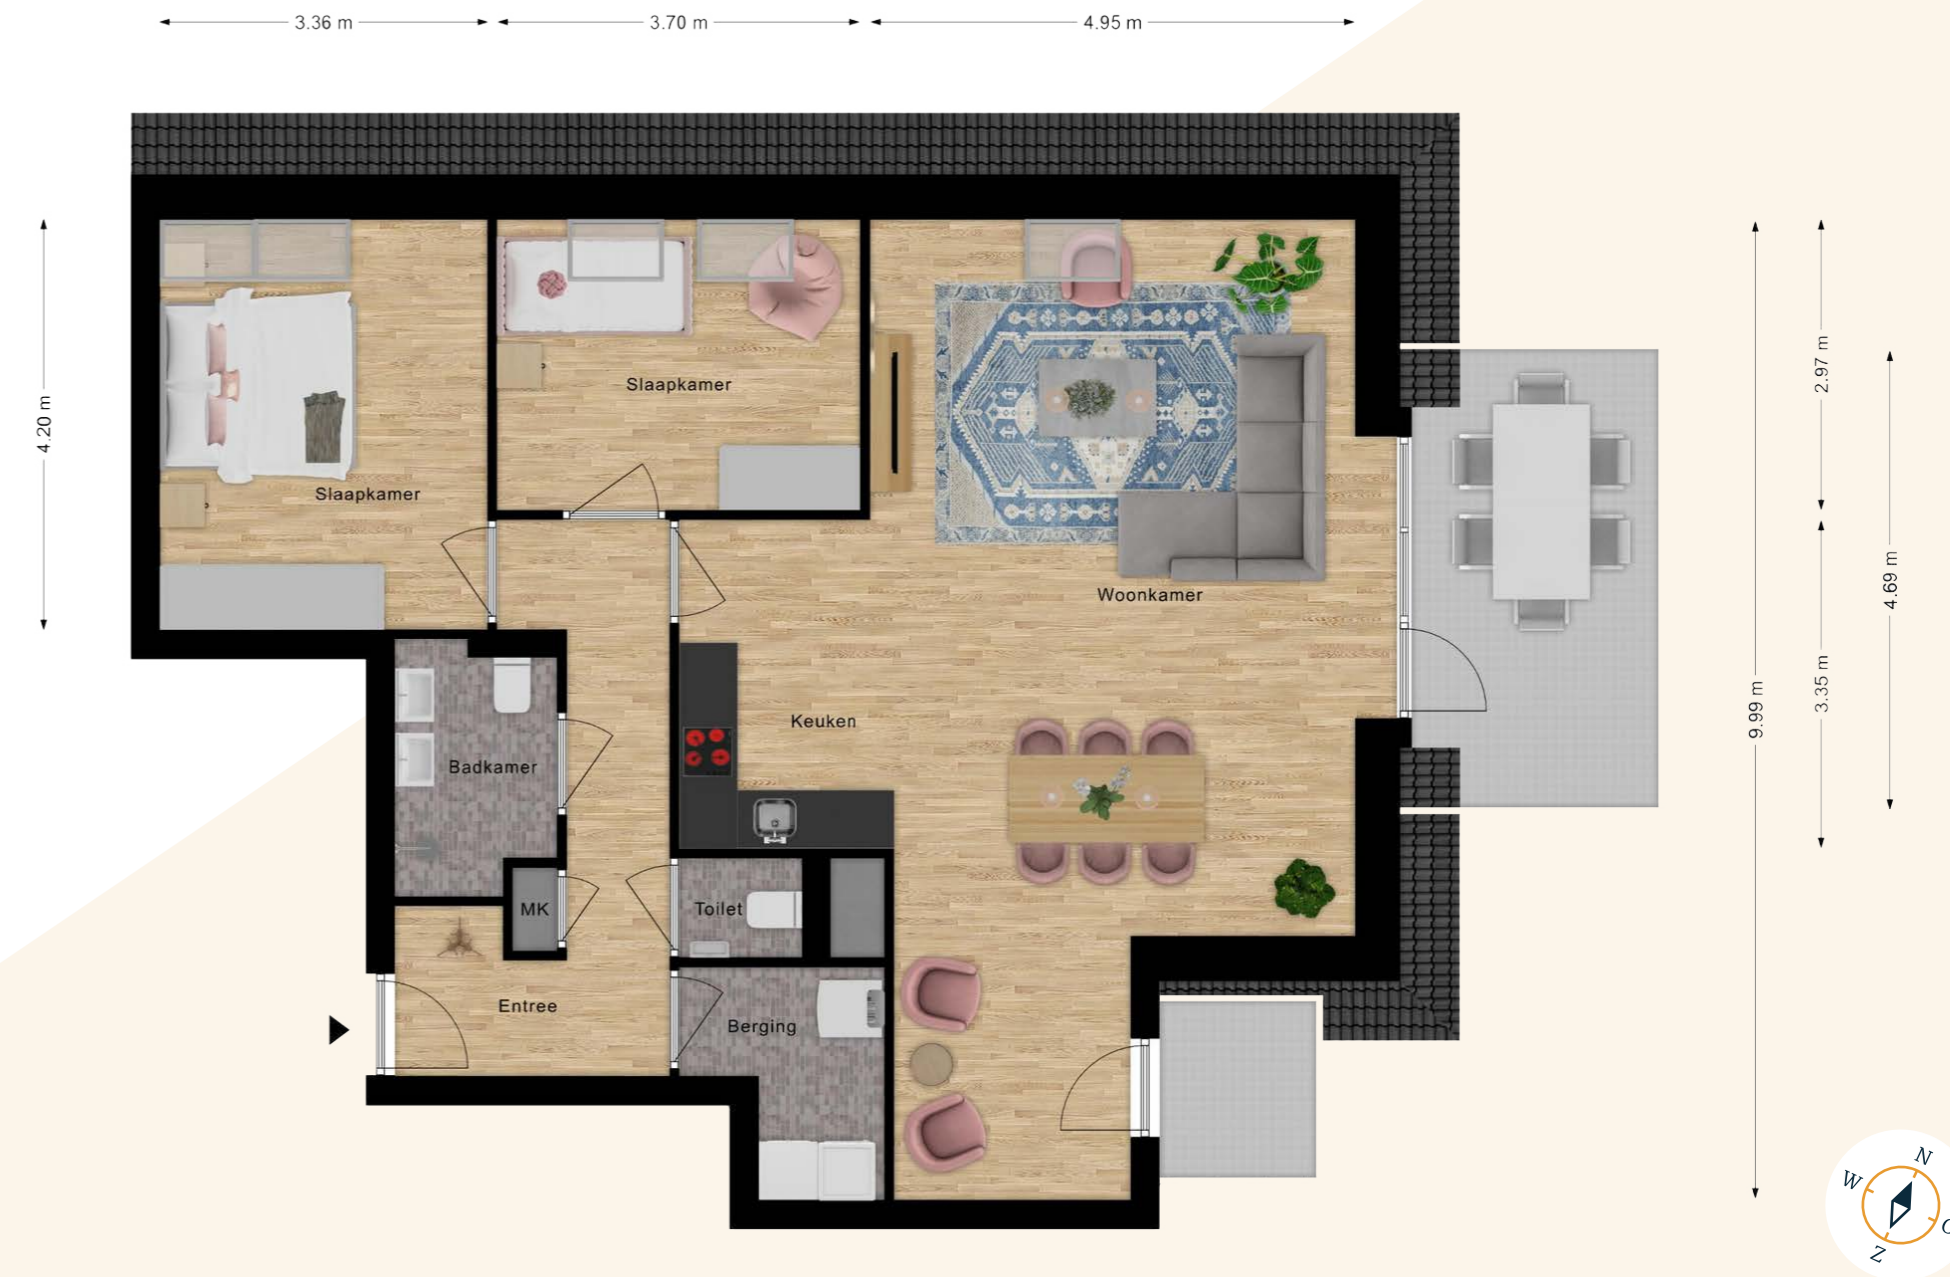 3.36 m
3.70 m
4.95 m
4.20 m
2.97 m
4.69 m
3.35 m
9.99 m
Slaapkamer
Slaapkamer
Woonkamer
Keuken
Badkamer
MK
Toilet
Entree
Berging
N
W
O
Z